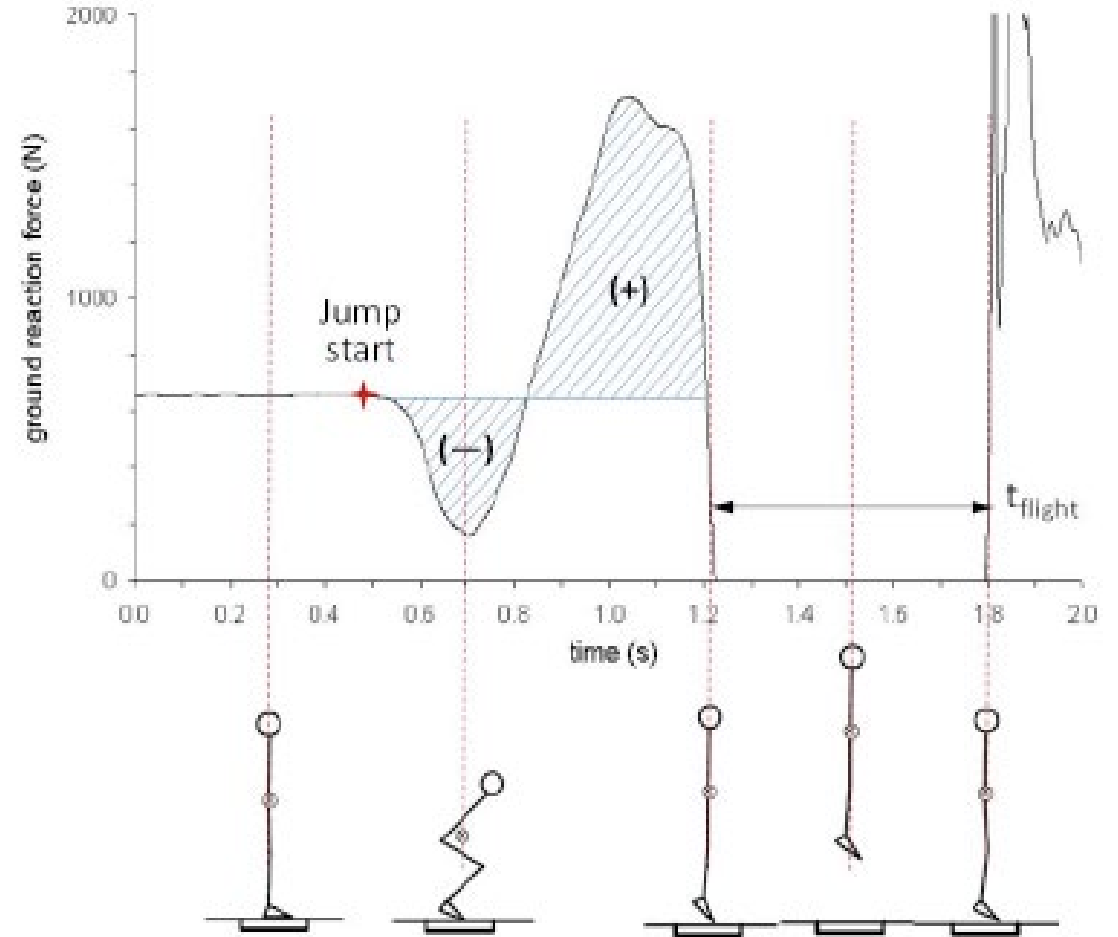 2000
ground reaction force (N)
1000
Jump
start
(+)
(—)
t_flight
0
0.0 0.2 0.4 0.6 0.8 1.0 1.2 1.4 1.6 1.8 2.0
time (s)